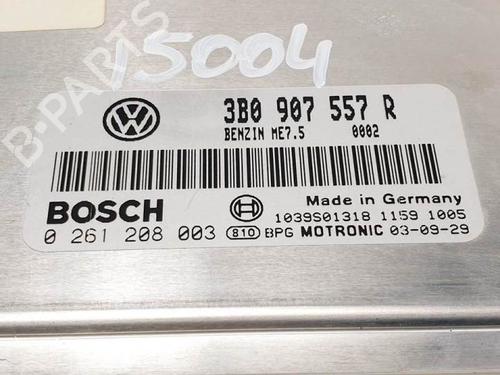 15004
B-PARTS
3B0 907 557 R
BENZIN ME7.5 0002
BOSCH
Made in Germany
1039S01318 1159 1005
0 261 208 003 810 BPG MOTRONIC 03-09-29